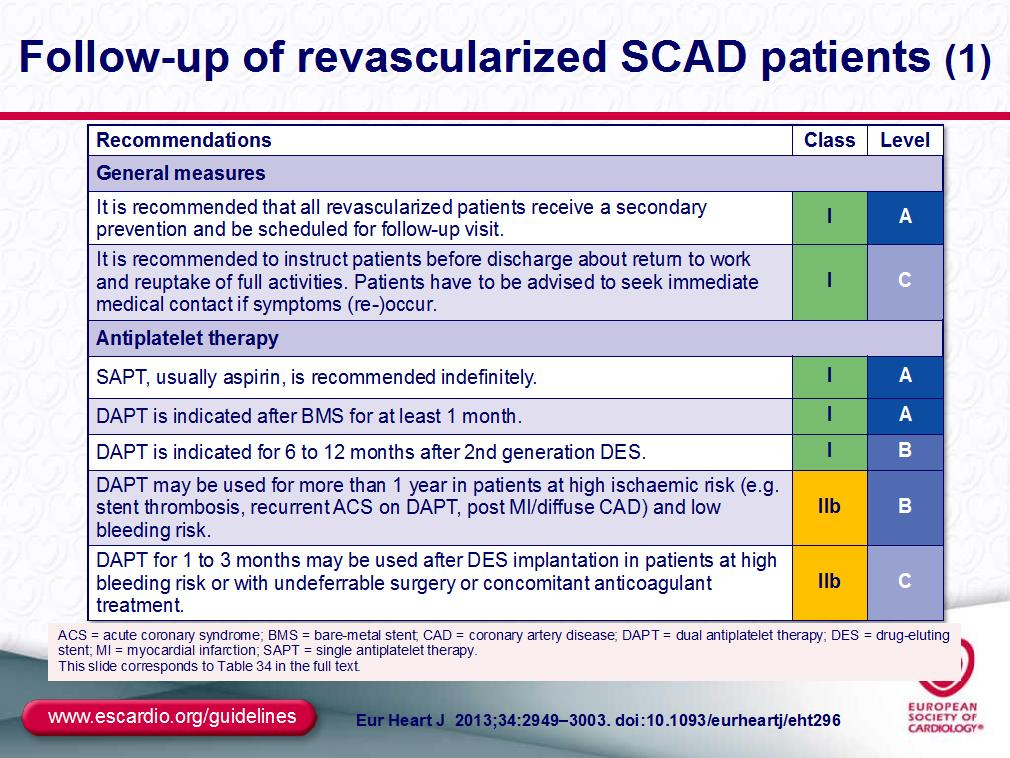 Follow-up of revascularized SCAD patients (1)
Recommendations Class Level
General measures
It is recommended that all revascularized patients receive a secondary
prevention and be scheduled for follow-up visit.
I A
It is recommended to instruct patients before discharge about return to work
and reuptake of full activities. Patients have to be advised to seek immediate
medical contact if symptoms (re-)occur.
I C
Antiplatelet therapy
SAPT, usually aspirin, is recommended indefinitely. I A
DAPT is indicated after BMS for at least 1 month. I A
DAPT is indicated for 6 to 12 months after 2nd generation DES. I B
DAPT may be used for more than 1 year in patients at high ischaemic risk (e.g.
stent thrombosis, recurrent ACS on DAPT, post MI/diffuse CAD) and low
bleeding risk.
IIb B
DAPT for 1 to 3 months may be used after DES implantation in patients at high
bleeding risk or with undeferrable surgery or concomitant anticoagulant
treatment.
IIb C
ACS = acute coronary syndrome; BMS = bare-metal stent; CAD = coronary artery disease; DAPT = dual antiplatelet therapy; DES = drug-eluting
stent; MI = myocardial infarction; SAPT = single antiplatelet therapy.
This slide corresponds to Table 34 in the full text.
www.escardio.org/guidelines
Eur Heart J 2013;34:2949–3003. doi:10.1093/eurheartj/eht296
EUROPEAN
SOCIETY OF
CARDIOLOGY®